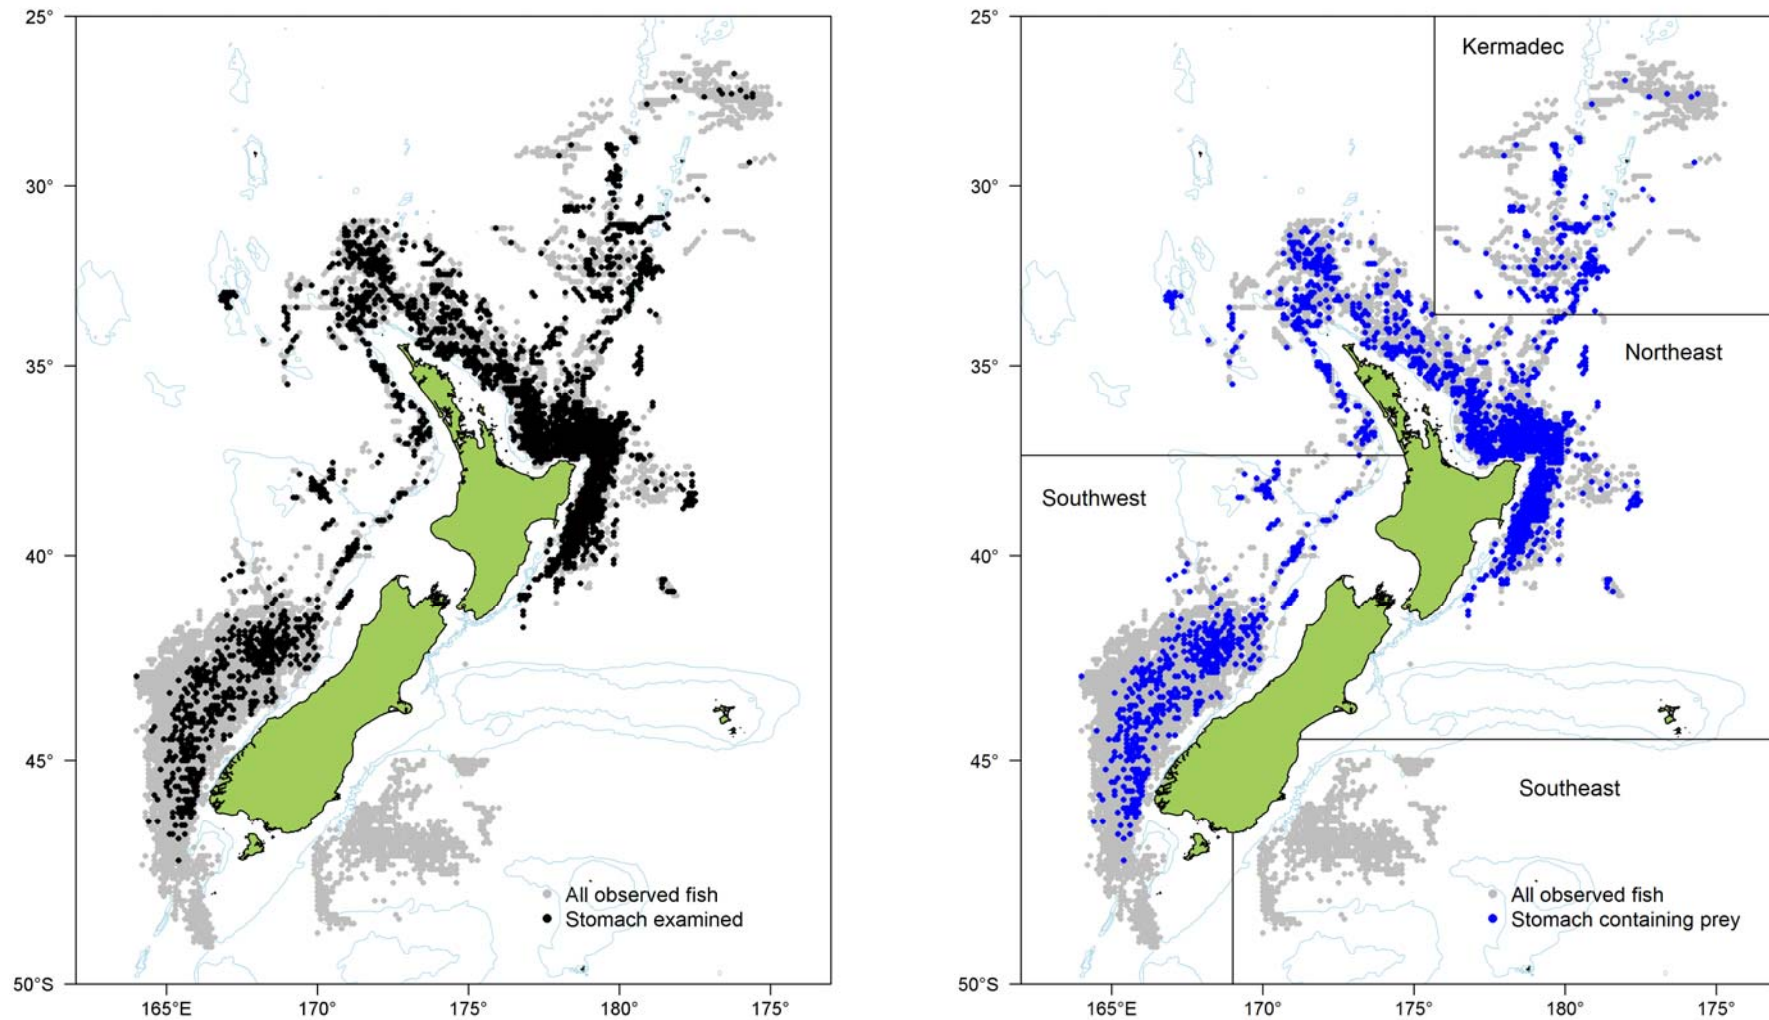 25°
30°
35°
40°
45°
50°S
165°E
170°
175°
180°
175°
All observed fish
Stomach examined
25°
30°
35°
40°
45°
50°S
165°E
170°
175°
180°
175°
Kermadec
Northeast
Southwest
Southeast
All observed fish
Stomach containing prey